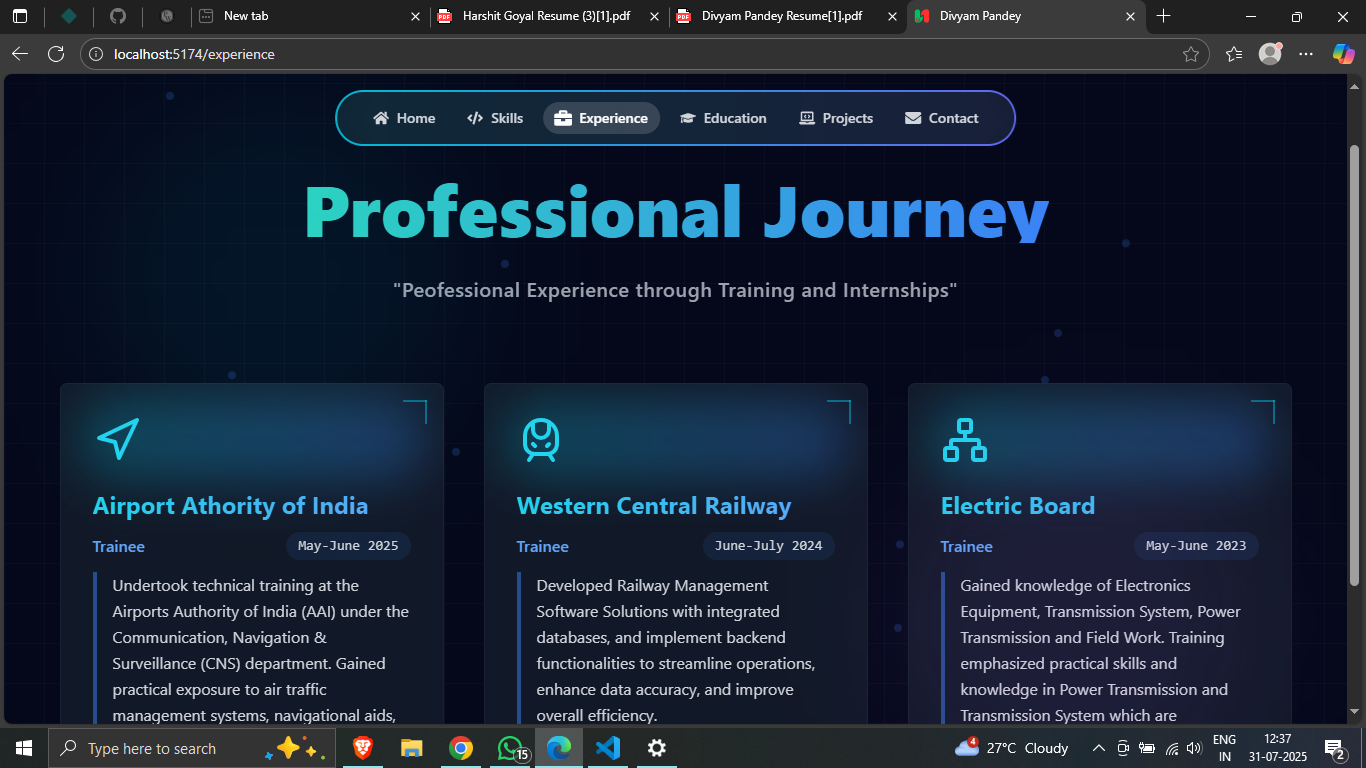 New tab
Harshit Goyal Resume (3)[1].pdf
Divyam Pandey Resume[1].pdf
Divyam Pandey
localhost:5174/experience
Home
Skills
Experience
Education
Projects
Contact
Professional Journey
"Peofessional Experience through Training and Internships"
Airport Athority of India
Trainee
May-June 2025
Undertook technical training at the
Airports Authority of India (AAI) under the
Communication, Navigation &
Surveillance (CNS) department. Gained
practical exposure to air traffic
management systems, navigational aids,
Western Central Railway
Trainee
June-July 2024
Developed Railway Management
Software Solutions with integrated
databases, and implement backend
functionalities to streamline operations,
enhance data accuracy, and improve
overall efficiency.
Electric Board
Trainee
May-June 2023
Gained knowledge of Electronics
Equipment, Transmission System, Power
Transmission and Field Work. Training
emphasized practical skills and
knowledge in Power Transmission and
Transmission System which are
Type here to search
15
4
27°C Cloudy
ENG
IN
12:37
31-07-2025
2